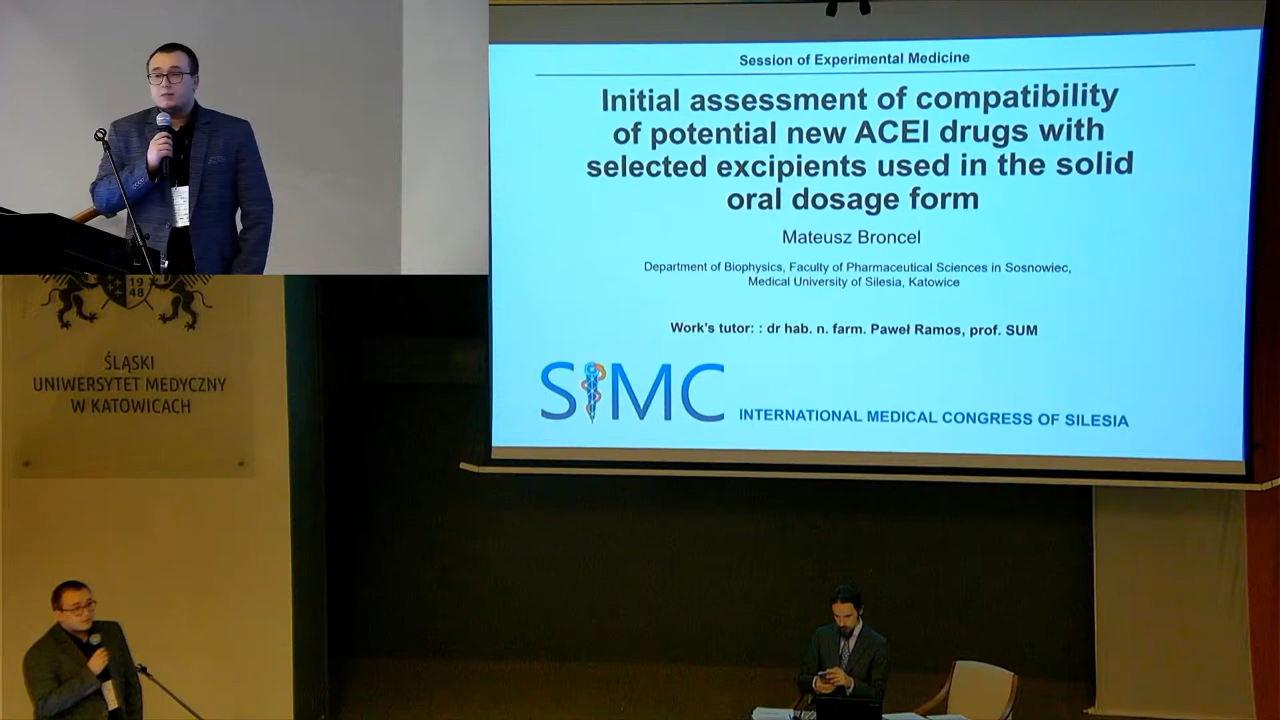 Session of Experimental Medicine
Initial assessment of compatibility
of potential new ACEI drugs with
selected excipients used in the solid
oral dosage form
Mateusz Broncel
Department of Biophysics, Faculty of Pharmaceutical Sciences in Sosnowiec,
Medical University of Silesia, Katowice
Work's tutor: : dr hab. n. farm. Paweł Ramos, prof. SUM
SIMC
INTERNATIONAL MEDICAL CONGRESS OF SILESIA
19
48
ŚLĄSKI
UNIWERSYTET MEDYCZNY
W KATOWICACH